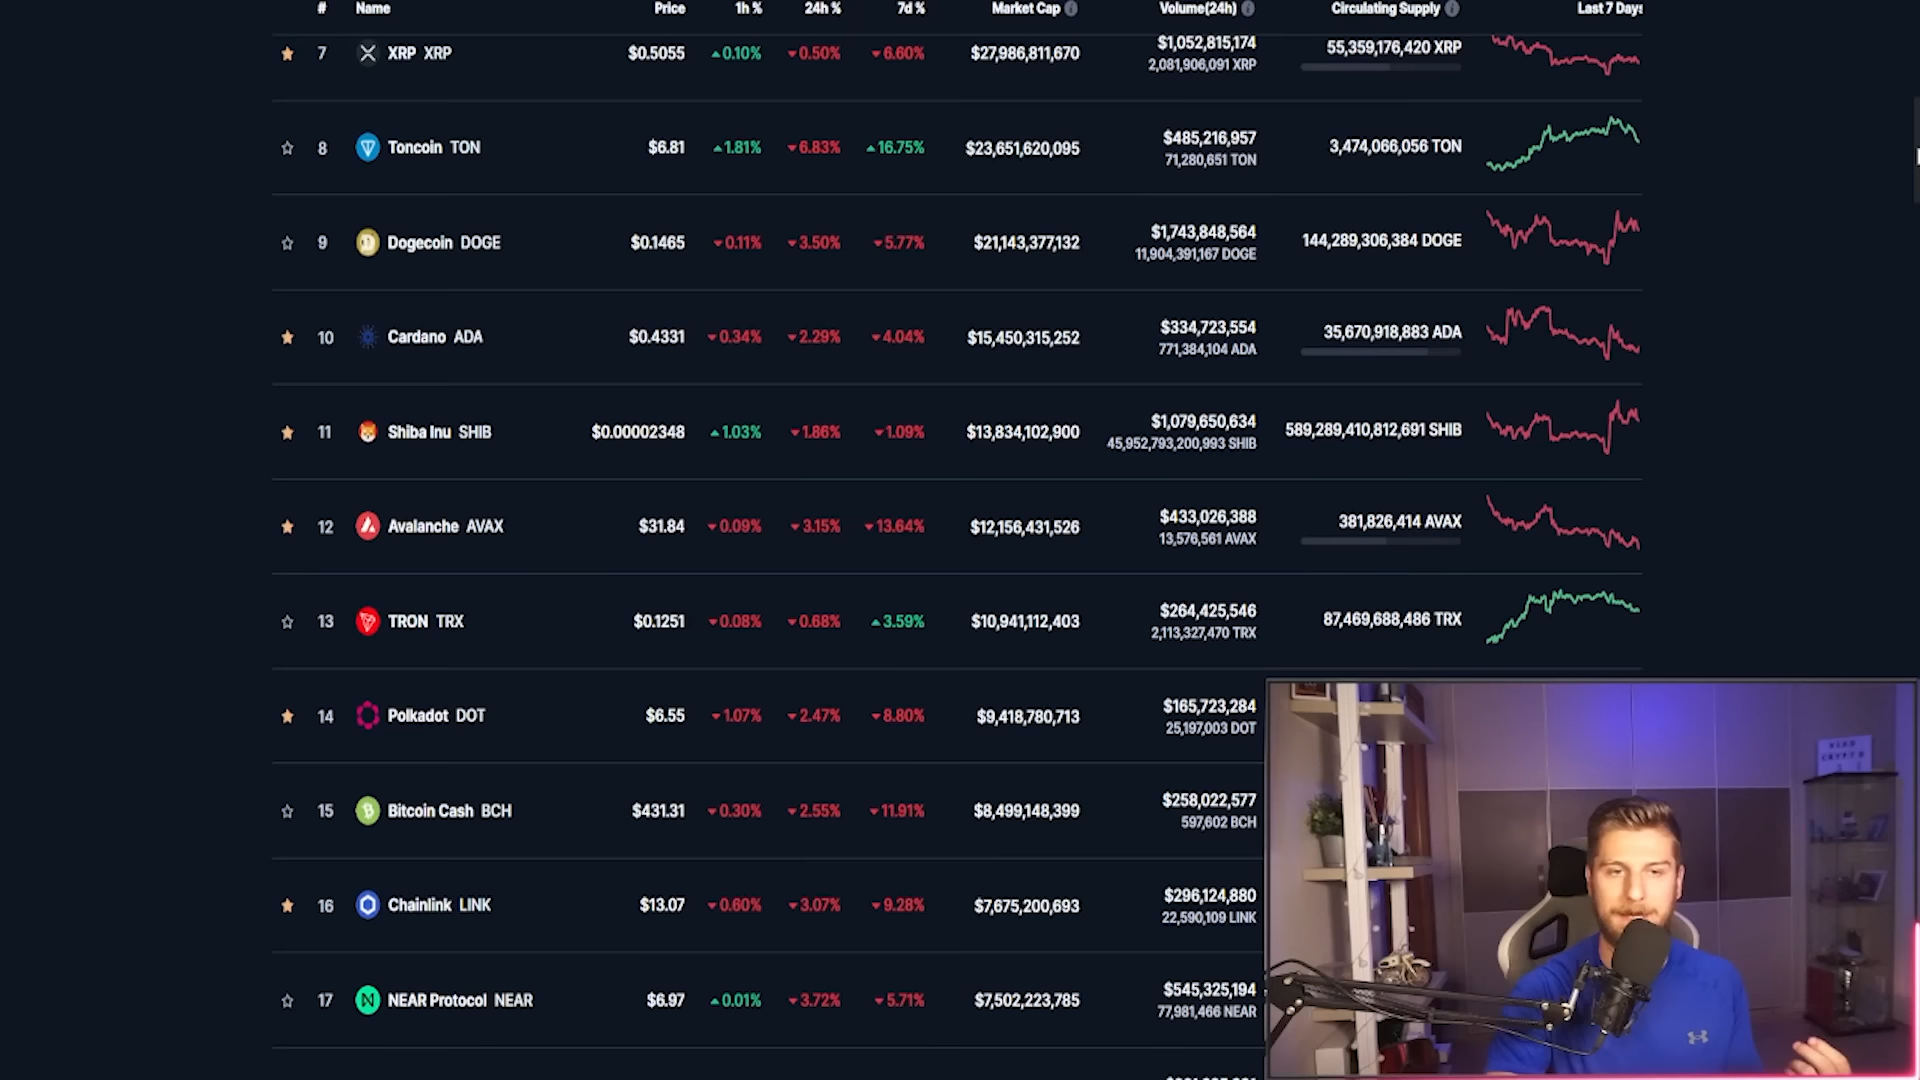 # Name Price 1h % 24h % 7d % Market Cap Volume(24h) Circulating Supply Last 7 Days
7 XRP XRP $0.5055 0.10% 0.50% 6.60% $27,986,811,670 $1,052,815,174 55,359,176,420 XRP
2,081,906,091 XRP
8 Toncoin TON $6.81 1.81% 6.83% 16.75% $23,651,620,095 $485,216,957 3,474,066,056 TON
71,280,651 TON
9 Dogecoin DOGE $0.1465 0.11% 3.50% 5.77% $21,143,377,132 $1,743,848,564 144,289,306,384 DOGE
11,904,391,167 DOGE
10 Cardano ADA $0.4331 0.34% 2.29% 4.04% $15,450,315,252 $334,723,554 35,670,918,883 ADA
771,384,104 ADA
11 Shiba Inu SHIB $0.00002348 1.03% 1.86% 1.09% $13,834,102,900 $1,079,650,634 589,289,410,812,691 SHIB
45,952,793,200,993 SHIB
12 Avalanche AVAX $31.84 0.09% 3.15% 13.64% $12,156,431,526 $433,026,388 381,826,414 AVAX
13,576,561 AVAX
13 TRON TRX $0.1251 0.08% 0.68% 3.59% $10,941,112,403 $264,425,546 87,469,688,486 TRX
2,113,327,470 TRX
14 Polkadot DOT $6.55 1.07% 2.47% 8.80% $9,418,780,713 $165,723,284
25,197,003 DOT
15 Bitcoin Cash BCH $431.31 0.30% 2.55% 11.91% $8,499,148,399 $258,022,577
597,602 BCH
16 Chainlink LINK $13.07 0.60% 3.07% 9.28% $7,675,200,693 $296,124,880
22,590,109 LINK
17 NEAR Protocol NEAR $6.97 0.01% 3.72% 5.71% $7,502,223,785 $545,325,194
77,981,466 NEAR